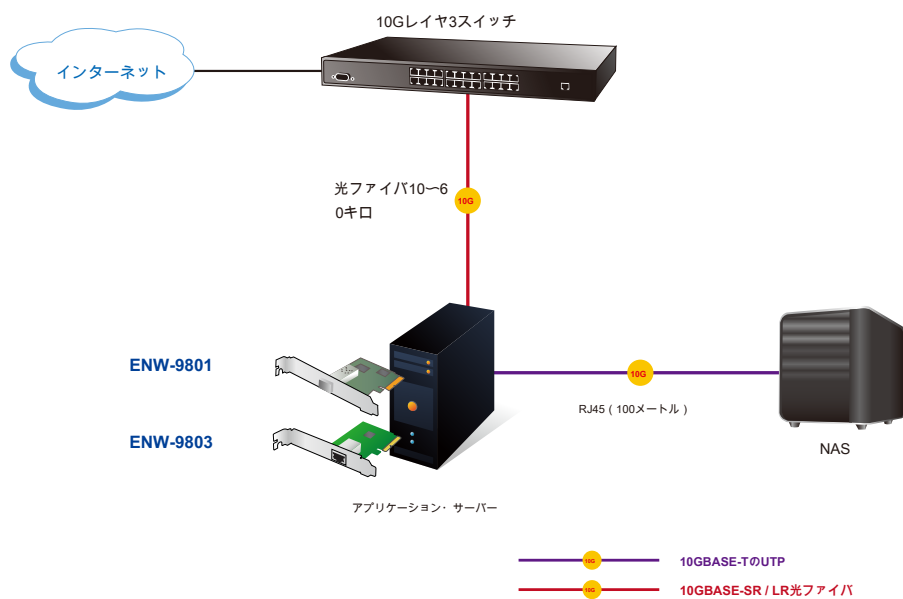 10Gレイヤ3スイッチ
インターネット
光ファイバ10〜6
0キロ
10G
ENW-9801
10G
RJ45 ( 100メートル )
ENW-9803
NAS
アプリケーション・サーバー
10G
10GBASE-TのUTP
10G
10GBASE-SR / LR光ファイバ